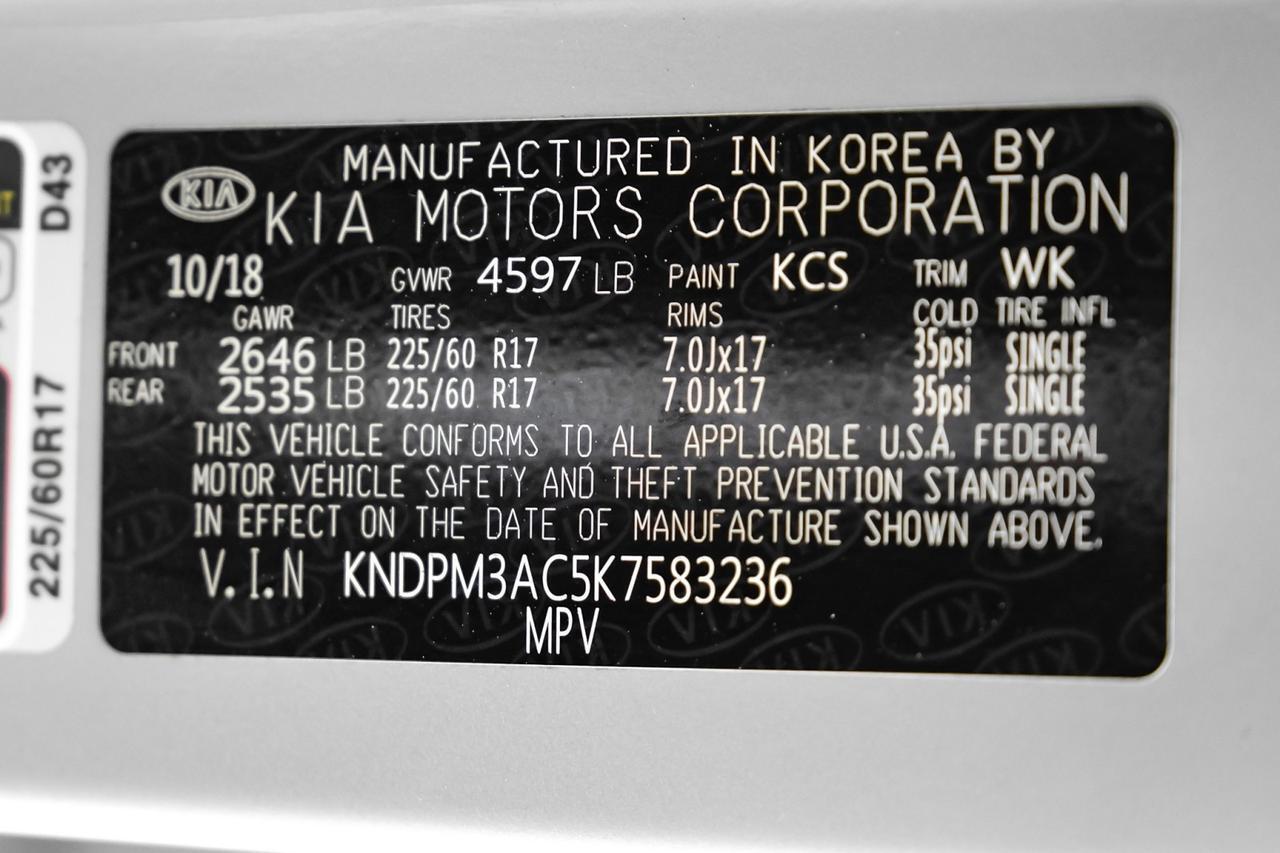 MANUFACTURED IN KOREA BY
KIA
KIA MOTORS CORPORATION
10/18 GVWR 4597 LB PAINT KCS TRIM WK
GAWR TIRES RIMS COLD TIRE INFL
FRONT 2646 LB 225/60 R17 7.0Jx17 35psi SINGLE
REAR 2535 LB 225/60 R17 7.0Jx17 35psi SINGLE
THIS VEHICLE CONFORMS TO ALL APPLICABLE U.S.A. FEDERAL
MOTOR VEHICLE SAFETY AND THEFT PREVENTION STANDARDS
IN EFFECT ON THE DATE OF MANUFACTURE SHOWN ABOVE.
V.I.N KNDPM3AC5K7583236
MPV
225/60R17 D43